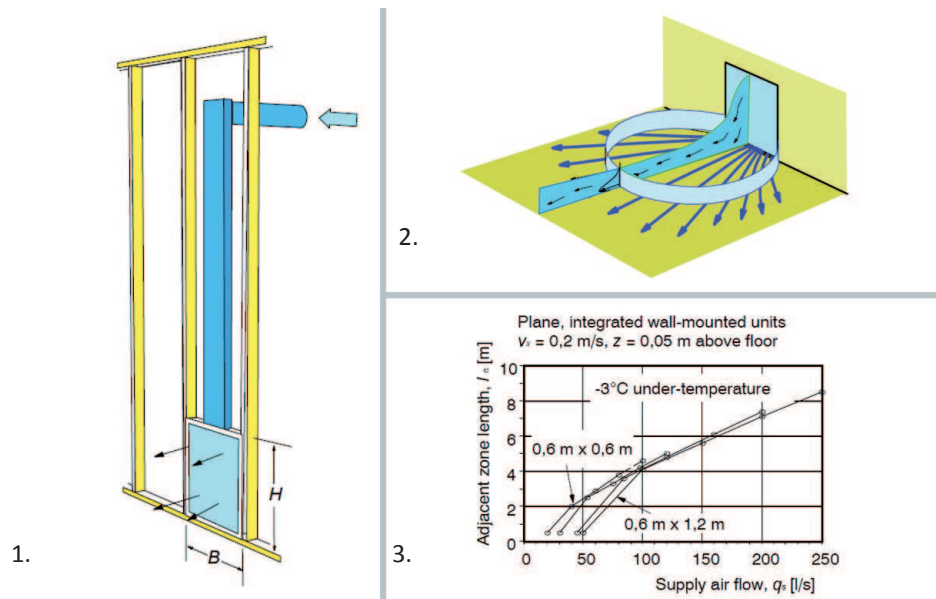 H
B
1.
2.
Plane, integrated wall-mounted units
vₓ = 0,2 m/s, z = 0,05 m above floor
Adjacent zone length, lₙ [m]
10
8
6
4
2
0
-3°C under-temperature
0,6 m x 0,6 m
0,6 m x 1,2 m
0 50 100 150 200 250
Supply air flow, qₛ [l/s]
3.